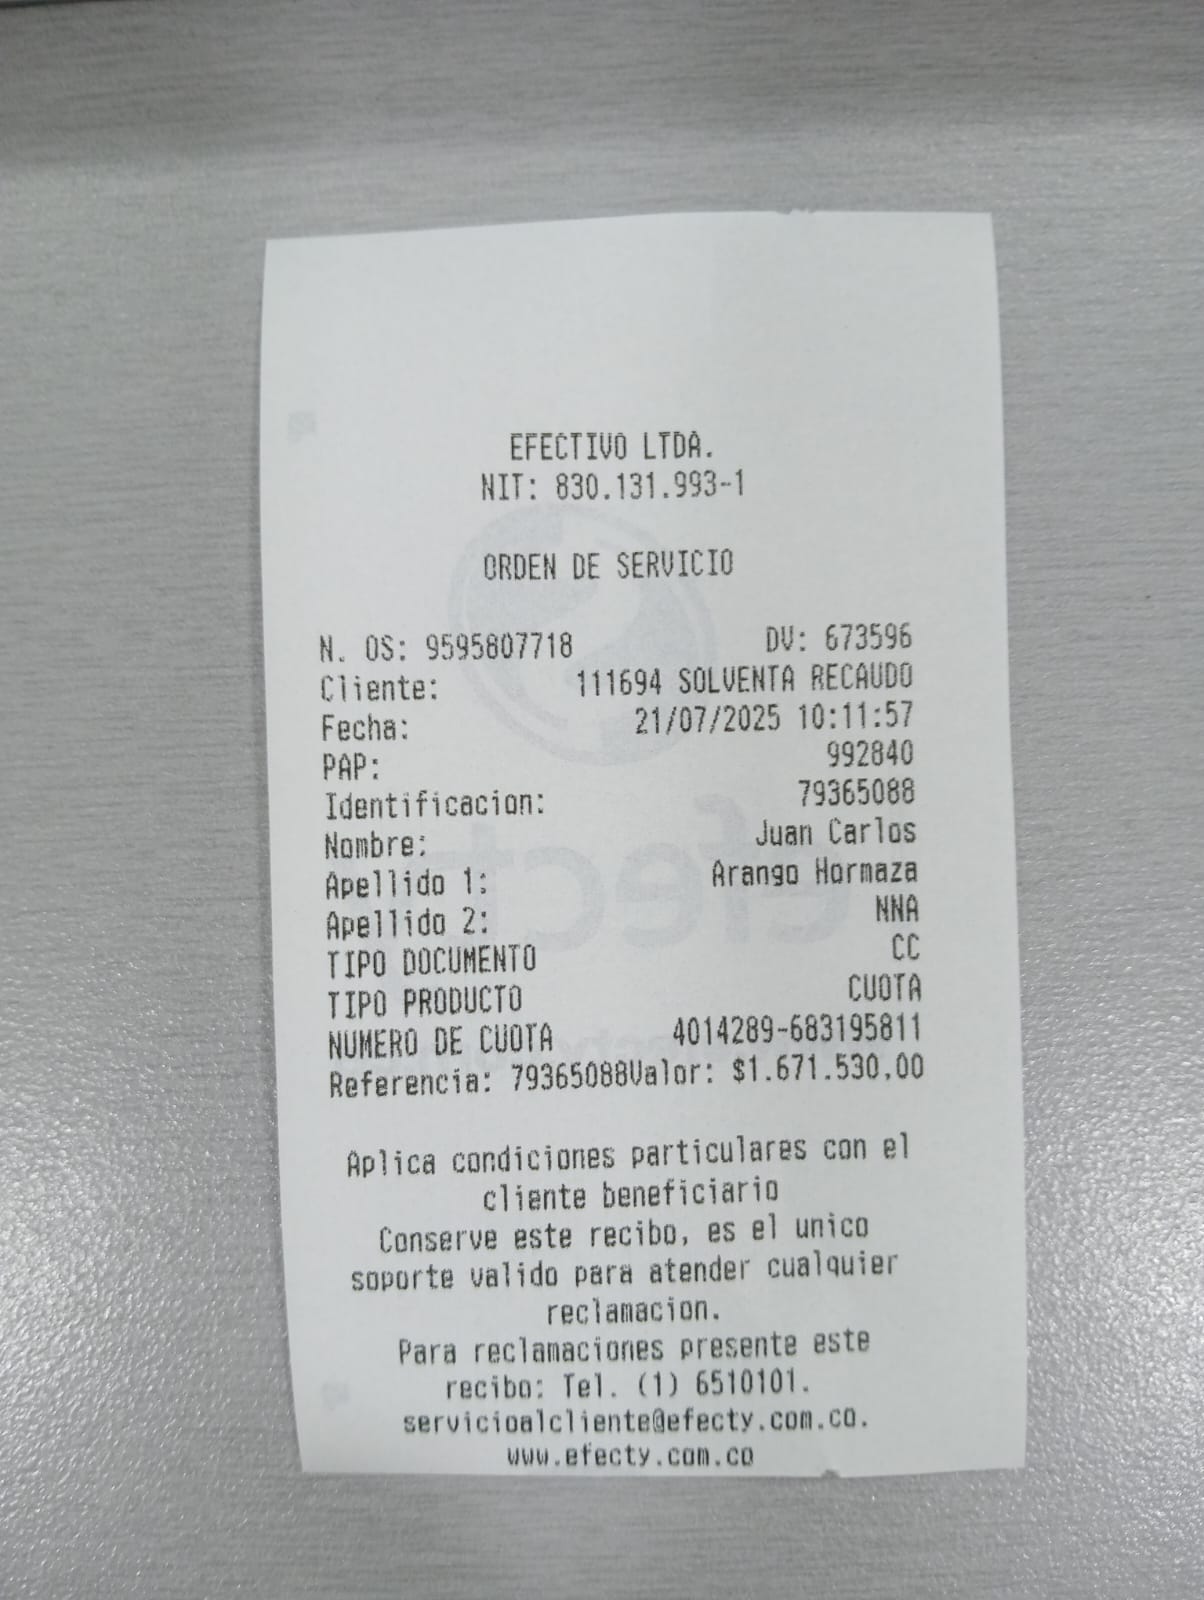 EFECTIVO LTDA.
NIT: 830.131.993-1
ORDEN DE SERVICIO
N. OS: 9595807718 DV: 673596
Cliente: 111694 SOLVENTA RECAUDO
Fecha: 21/07/2025 10:11:57
PAP: 992840
Identificacion: 79365088
Nombre: Juan Carlos
Apellido 1: Arango Hormaza
Apellido 2: NNA
TIPO DOCUMENTO CC
TIPO PRODUCTO CUOTA
NUMERO DE CUOTA 4014289-683195811
Referencia: 79365088Valor: $1.671.530,00
Aplica condiciones particulares con el
cliente beneficiario
Conserve este recibo, es el unico
soporte valido para atender cualquier
reclamacion.
Para reclamaciones presente este
recibo: Tel. (1) 6510101.
servicioalcliente@efecty.com.co.
www.efecty.com.co